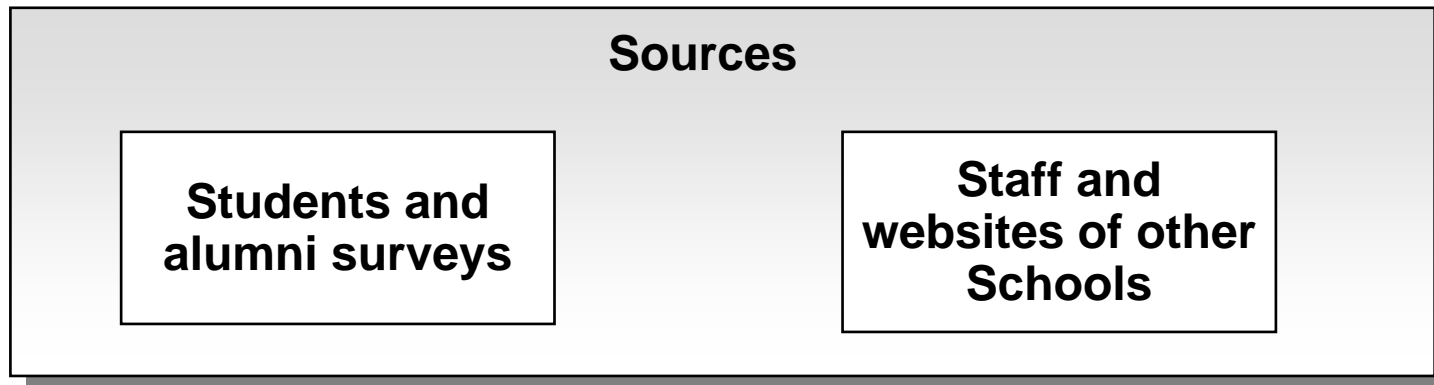 Sources
Students and
alumni surveys
Staff and
websites of other
Schools